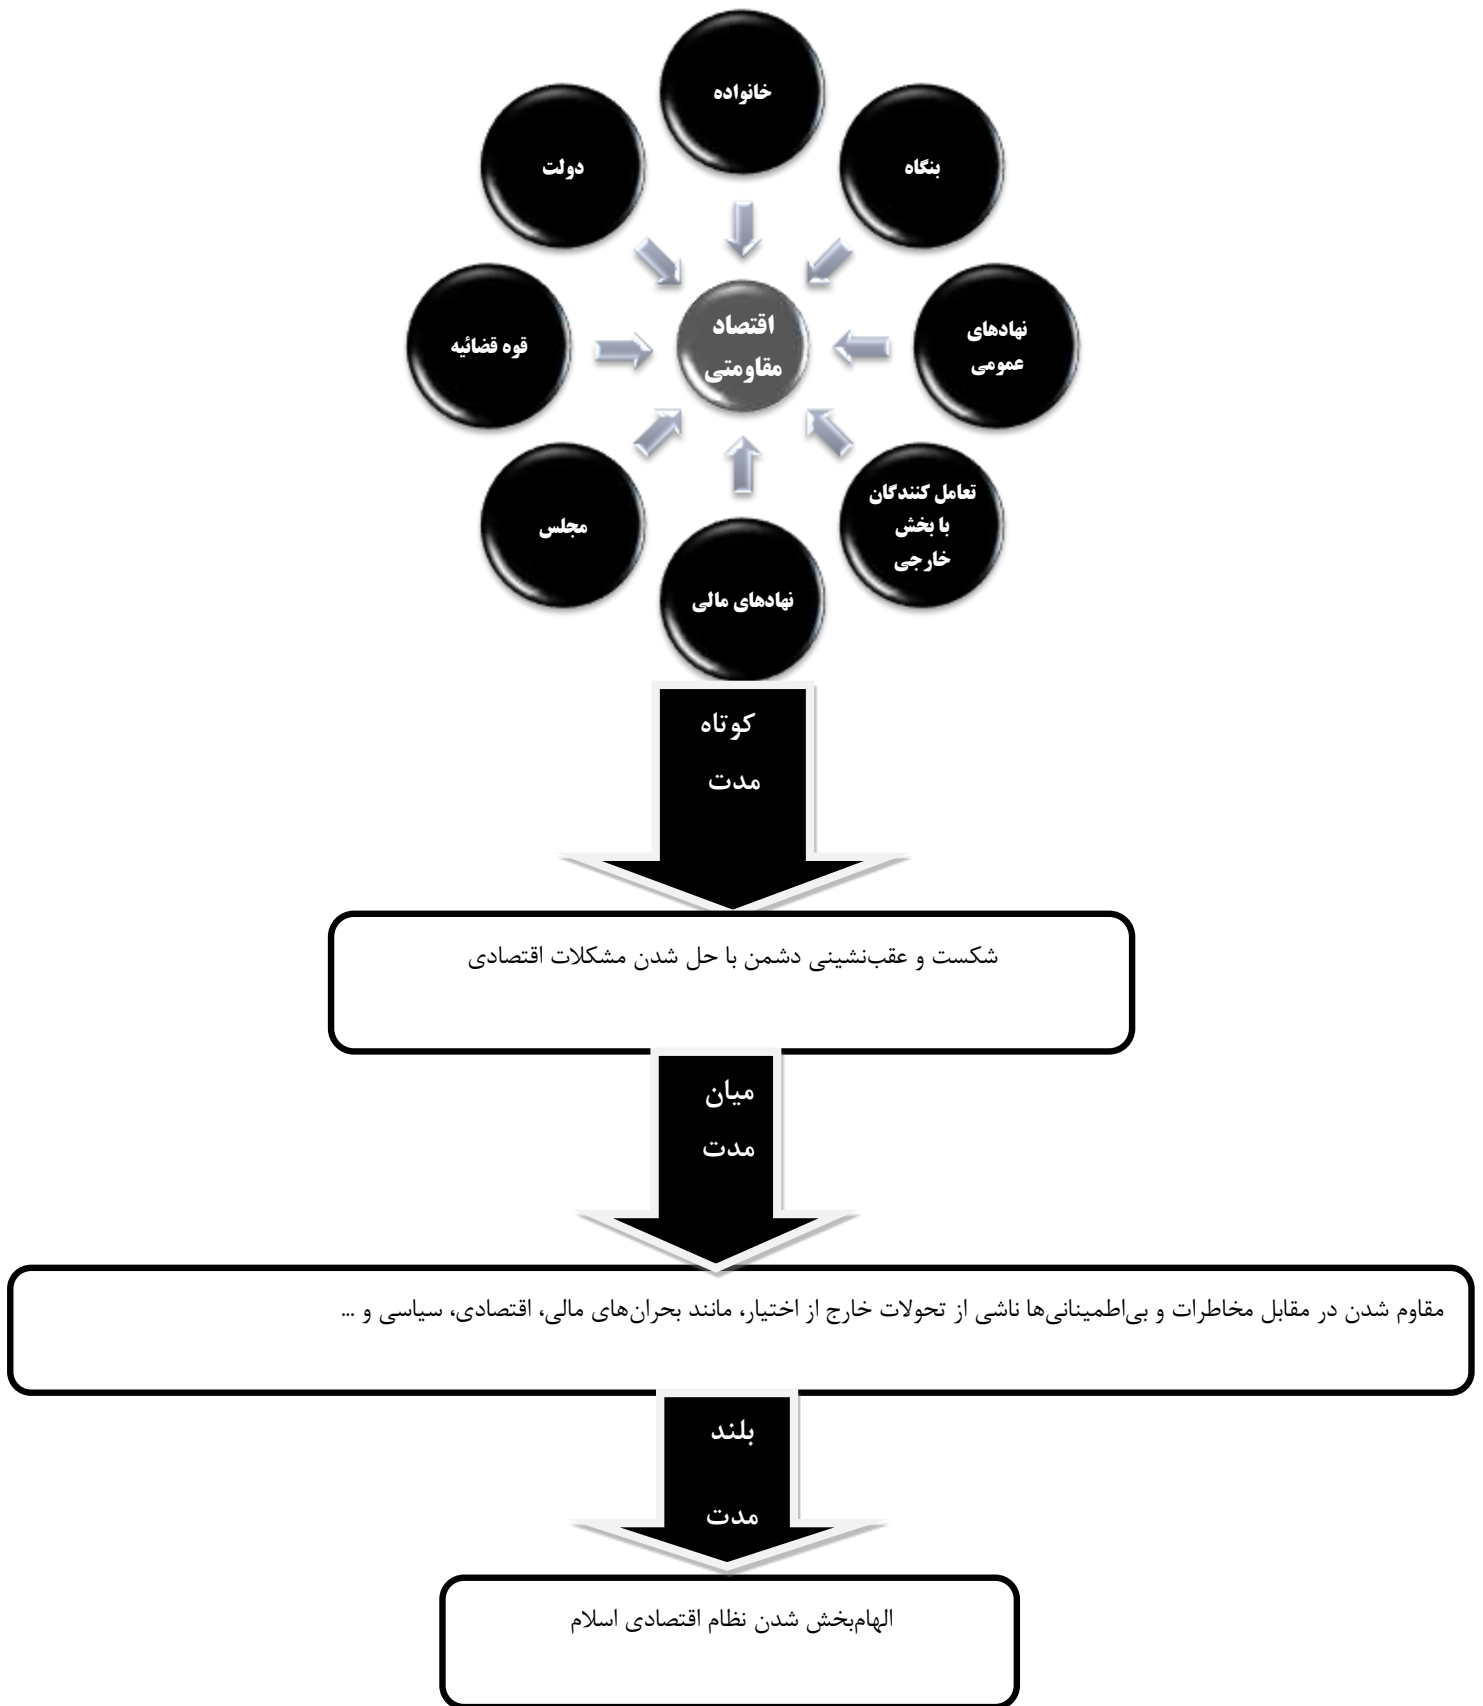 خانواده
دولت
بنگاه
قوه قضائیه
اقتصاد
مقاومتی
نهادهای
عمومی
مجلس
تعامل کنندگان
با بخش
خارجی
نهادهای مالی
کوتاه
مدت
شکست و عقب‌نشینی دشمن با حل شدن مشکلات اقتصادی
میان
مدت
مقاوم شدن در مقابل مخاطرات و بی‌اطمینانی‌ها ناشی از تحولات خارج از اختیار، مانند بحران‌های مالی، اقتصادی، سیاسی و ...
بلند
مدت
الهام‌بخش شدن نظام اقتصادی اسلام